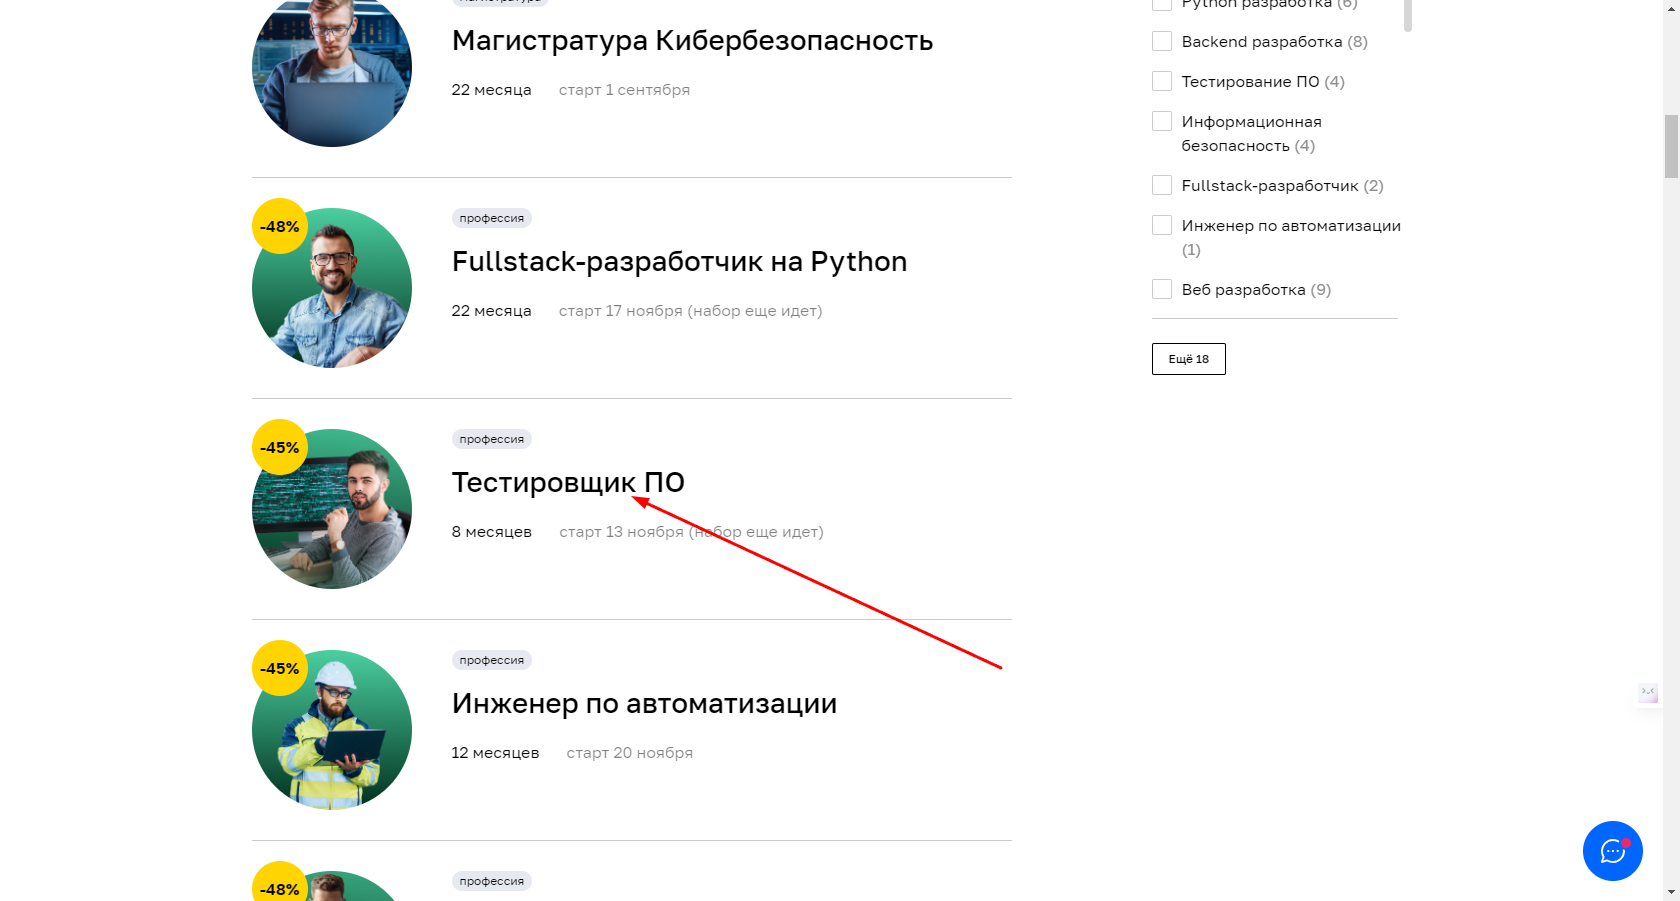 Магистратура Кибербезопасность
22 месяца старт 1 сентября
-48%
профессия
Fullstack-разработчик на Python
22 месяца старт 17 ноября (набор еще идет)
-45%
профессия
Тестировщик ПО
8 месяцев старт 13 ноября (набор еще идет)
-45%
профессия
Инженер по автоматизации
12 месяцев старт 20 ноября
-48%
профессия
Python разработка (6)
Backend разработка (8)
Тестирование ПО (4)
Информационная
безопасность (4)
Fullstack-разработчик (2)
Инженер по автоматизации
(1)
Веб разработка (9)
Ещё 18